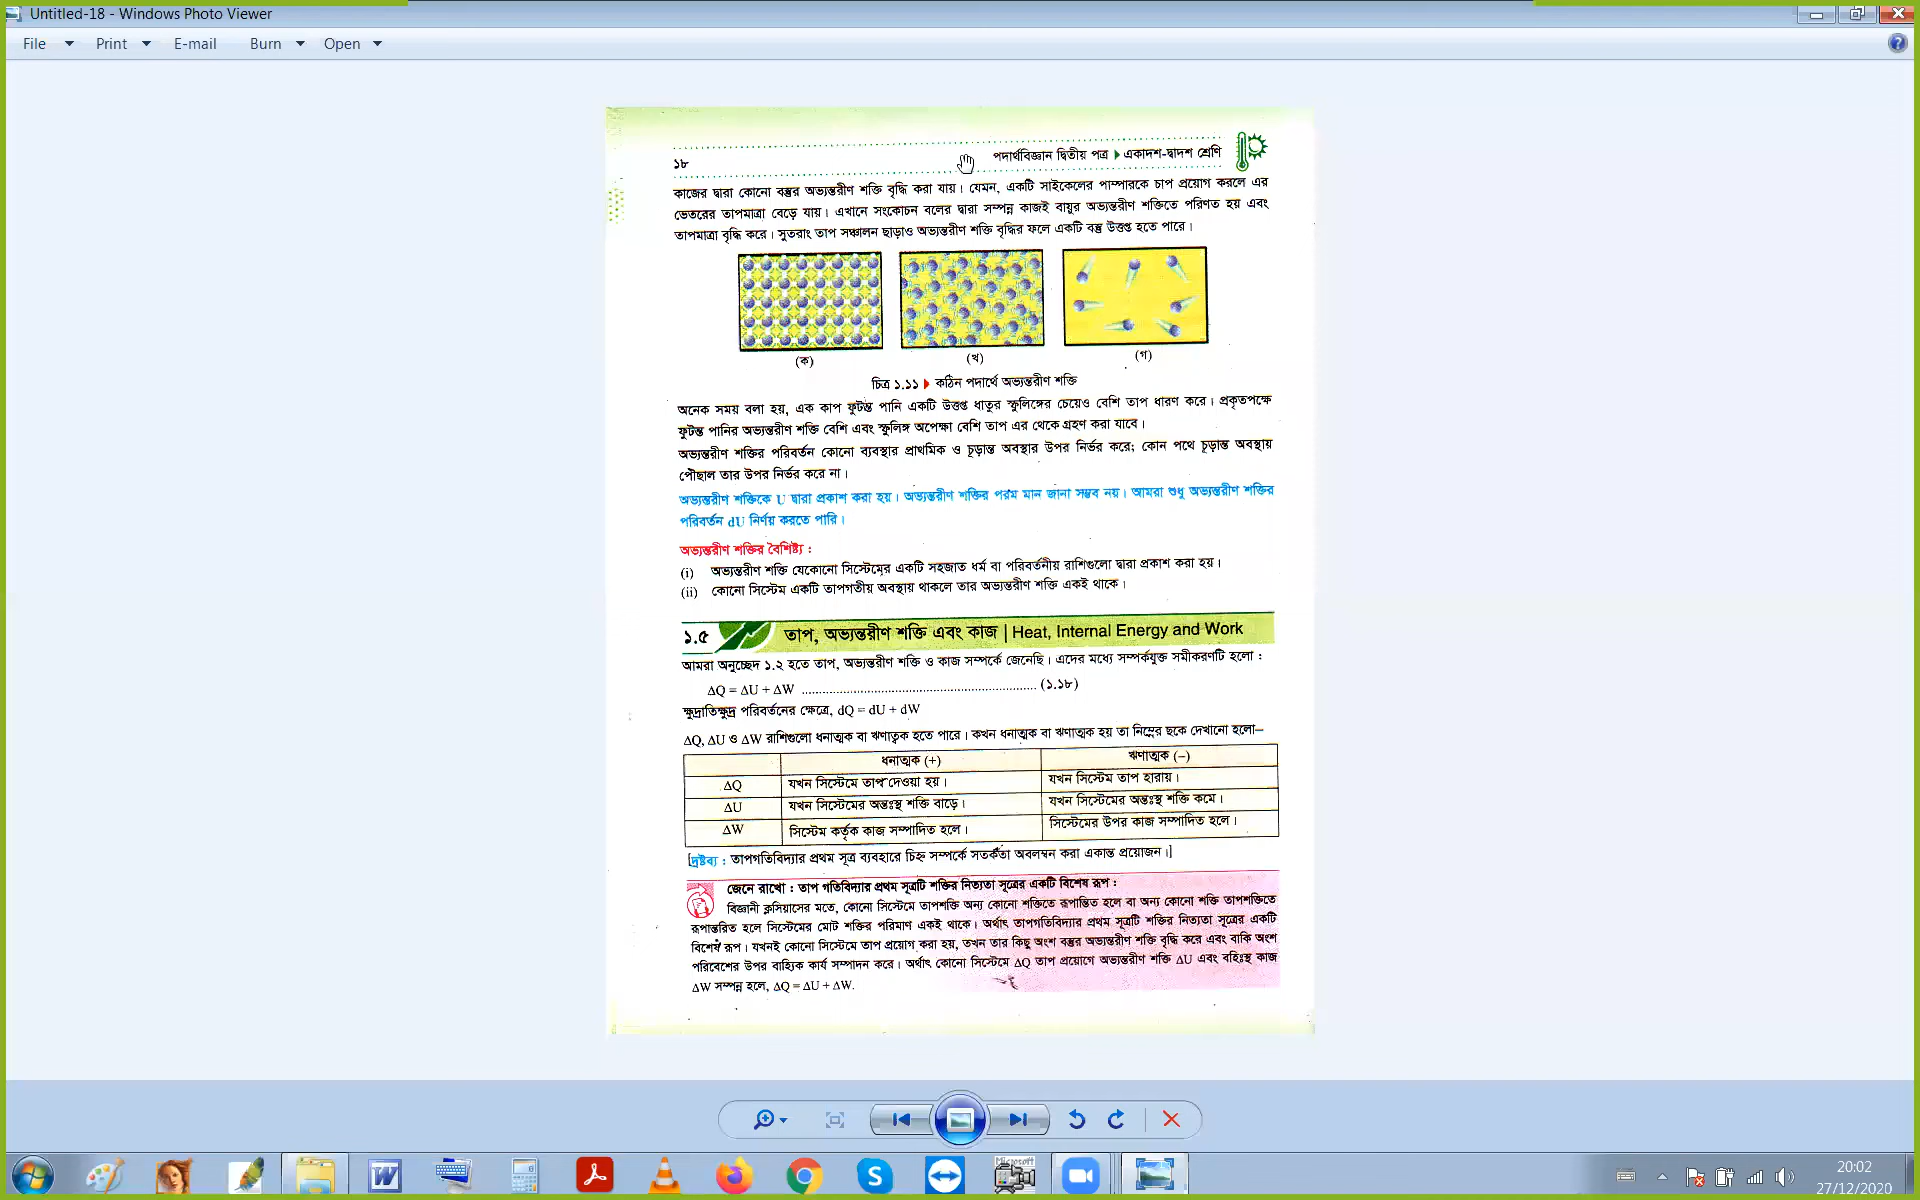 Untitled-18 - Windows Photo Viewer
File Print E-mail Burn Open
১৮
পদার্থবিজ্ঞান দ্বিতীয় পত্র একাদশ-দ্বাদশ শ্রেণি
কাজের দ্বারা কোনো বস্তুর অভ্যন্তরীণ শক্তি বৃদ্ধি করা যায়। যেমন, একটি সাইকেলের পাম্পারকে চাপ প্রয়োগ করলে এর
ভেতরের তাপমাত্রা বেড়ে যায়। এখানে সংকোচন বলের দ্বারা সম্পন্ন কাজই বায়ুর অভ্যন্তরীণ শক্তিতে পরিণত হয় এবং
তাপমাত্রা বৃদ্ধি করে। সুতরাং তাপ সঞ্চালন ছাড়াও অভ্যন্তরীণ শক্তি বৃদ্ধির ফলে একটি বস্তু উত্তপ্ত হতে পারে।
(ক) (খ) (গ)
চিত্র ১.১১ কঠিন পদার্থে অভ্যন্তরীণ শক্তি
অনেক সময় বলা হয়, এক কাপ ফুটন্ত পানি একটি উত্তপ্ত ধাতুর স্ফুলিঙ্গের চেয়েও বেশি তাপ ধারণ করে। প্রকৃতপক্ষে
ফুটন্ত পানির অভ্যন্তরীণ শক্তি বেশি এবং স্ফুলিঙ্গ অপেক্ষা বেশি তাপ এর থেকে গ্রহণ করা যাবে।
অভ্যন্তরীণ শক্তির পরিবর্তন কোনো ব্যবস্থার প্রাথমিক ও চূড়ান্ত অবস্থার উপর নির্ভর করে; কোন পথে চূড়ান্ত অবস্থায়
পৌছাল তার উপর নির্ভর করে না।
অভ্যন্তরীণ শক্তিকে U দ্বারা প্রকাশ করা হয়। অভ্যন্তরীণ শক্তির পরম মান জানা সম্ভব নয়। আমরা শুধু অভ্যন্তরীণ শক্তির
পরিবর্তন dU নির্ণয় করতে পারি।
অভ্যন্তরীণ শক্তির বৈশিষ্ট্য :
(i) অভ্যন্তরীণ শক্তি যেকোনো সিস্টেমের একটি সহজাত ধর্ম বা পরিবর্তনীয় রাশিগুলো দ্বারা প্রকাশ করা হয়।
(ii) কোনো সিস্টেম একটি তাপগতীয় অবস্থায় থাকলে তার অভ্যন্তরীণ শক্তি একই থাকে।
১.৫ তাপ, অভ্যন্তরীণ শক্তি এবং কাজ | Heat, Internal Energy and Work
আমরা অনুচ্ছেদ ১.২ হতে তাপ, অভ্যন্তরীণ শক্তি ও কাজ সম্পর্কে জেনেছি। এদের মধ্যে সম্পর্কযুক্ত সমীকরণটি হলো :
ΔQ = ΔU + ΔW ........................................ (১.১৮)
ক্ষুদ্রাতিক্ষুদ্র পরিবর্তনের ক্ষেত্রে, dQ = dU + dW
ΔQ, ΔU ও ΔW রাশিগুলো ধনাত্মক বা ঋণাত্নক হতে পারে। কখন ধনাত্মক বা ঋণাত্মক হয় তা নিম্নের ছকে দেখানো হলো—
ধনাত্মক (+) ঋণাত্মক (–)
ΔQ যখন সিস্টেমে তাপ দেওয়া হয়। যখন সিস্টেম তাপ হারায়।
ΔU যখন সিস্টেমের অন্তঃস্থ শক্তি বাড়ে। যখন সিস্টেমের অন্তঃস্থ শক্তি কমে।
ΔW সিস্টেম কর্তৃক কাজ সম্পাদিত হলে। সিস্টেমের উপর কাজ সম্পাদিত হলে।
[দ্রষ্টব্য : তাপগতিবিদ্যার প্রথম সূত্র ব্যবহারে চিহ্ন সম্পর্কে সতর্কতা অবলম্বন করা একান্ত প্রয়োজন।]
জেনে রাখো : তাপ গতিবিদ্যার প্রথম সূত্রটি শক্তির নিত্যতা সূত্রের একটি বিশেষ রূপ :
বিজ্ঞানী ক্লসিয়াসের মতে, কোনো সিস্টেমে তাপশক্তি অন্য কোনো শক্তিতে রূপান্তিত হলে বা অন্য কোনো শক্তি তাপশক্তিতে
রূপান্তরিত হলে সিস্টেমের মোট শক্তির পরিমাণ একই থাকে। অর্থাৎ তাপগতিবিদ্যার প্রথম সূত্রটি শক্তির নিত্যতা সূত্রের একটি
বিশেষ রূপ। যখনই কোনো সিস্টেমে তাপ প্রয়োগ করা হয়, তখন তার কিছু অংশ বস্তুর অভ্যন্তরীণ শক্তি বৃদ্ধি করে এবং বাকি অংশ
পরিবেশের উপর বাহ্যিক কার্য সম্পাদন করে। অর্থাৎ কোনো সিস্টেমে ΔQ তাপ প্রয়োগে অভ্যন্তরীণ শক্তি ΔU এবং বহিঃস্থ কাজ
ΔW সম্পন্ন হলে, ΔQ = ΔU + ΔW.
20:02
27/12/2020